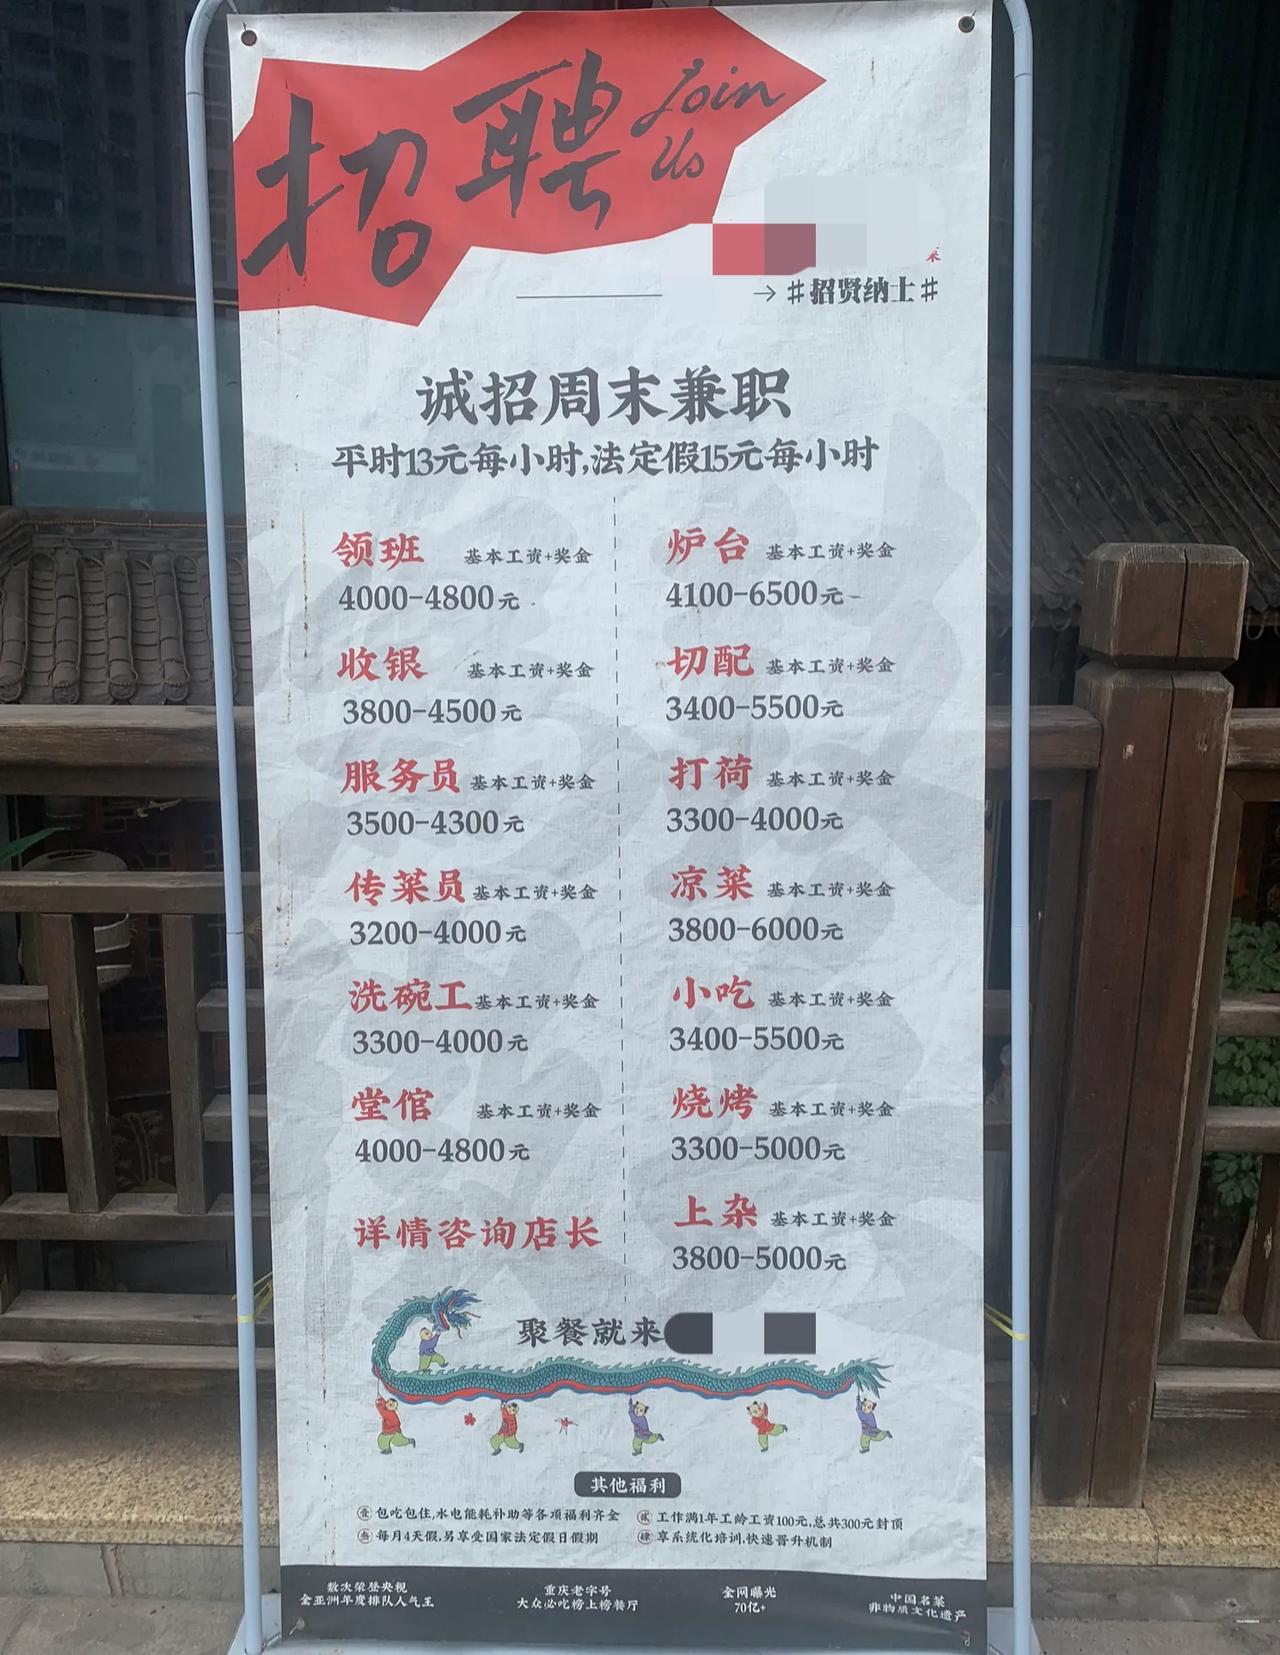 招聘 Join Us
→ #招贤纳士#
诚招周末兼职
平时13元每小时,法定假15元每小时
领班 基本工资+奖金
4000-4800元
收银 基本工资+奖金
3800-4500元
服务员 基本工资+奖金
3500-4300元
传菜员 基本工资+奖金
3200-4000元
洗碗工 基本工资+奖金
3300-4000元
堂倌 基本工资+奖金
4000-4800元
详情咨询店长
炉台 基本工资+奖金
4100-6500元
切配 基本工资+奖金
3400-5500元
打荷 基本工资+奖金
3300-4000元
凉菜 基本工资+奖金
3800-6000元
小吃 基本工资+奖金
3400-5500元
烧烤 基本工资+奖金
3300-5000元
上杂 基本工资+奖金
3800-5000元
聚餐就来
其他福利
壹 包吃包住,水电能耗补助等各项福利齐全
贰 工作满1年工龄工资100元,总共300元封顶
叁 每月4天假,另享受国家法定假日假期
肆 享系统化培训,快速晋升机制
数次荣登央视
全亚洲年度排队人气王
重庆老字号
大众必吃榜上榜餐厅
全网曝光
70亿+
中国名菜
非物质文化遗产